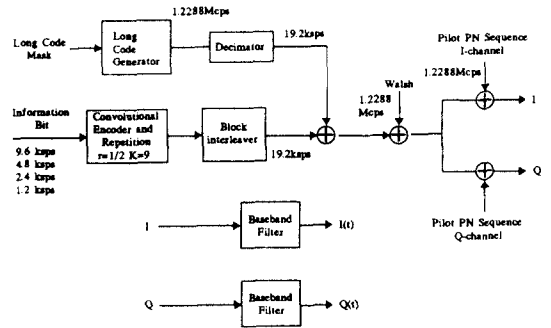 1.2288Mcps
Long Code
Mask
Long
Code
Generator
Decimator
19.2ksps
Pilot PN Sequence
I-channel
1.2288Mcps
Walsh
1.2288
Mcps
I
Information
Bit
9.6 ksps
4.8 ksps
2.4 ksps
1.2 ksps
Convolutional
Encoder and
Repetition
r=1/2 K=9
Block
interleaver
19.2ksps
Q
Pilot PN Sequence
Q-channel
I
Baseband
Filter
I(t)
Q
Baseband
Filter
Q(t)